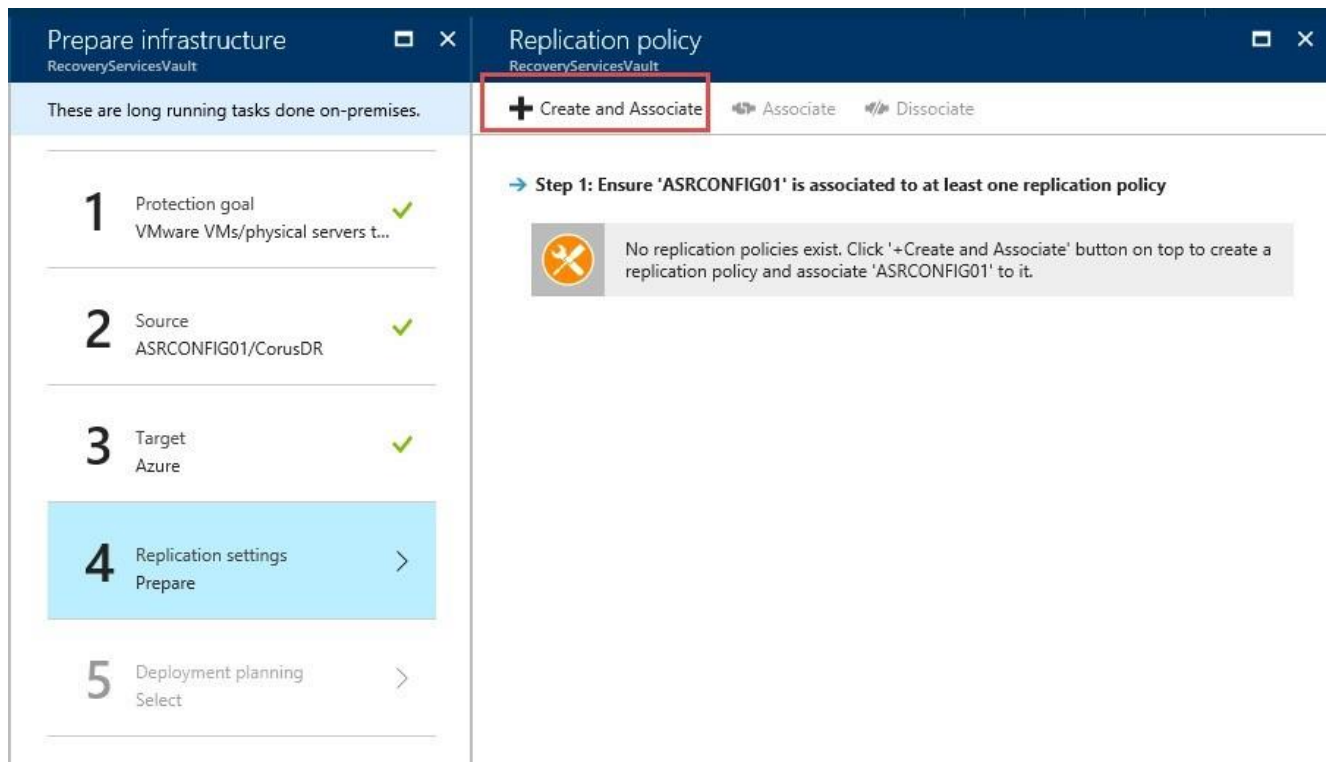 Prepare infrastructure
RecoveryServicesVault
These are long running tasks done on-premises.
1
Protection goal
VMware VMs/physical servers t...
2
Source
ASRCONFIG01/CorusDR
3
Target
Azure
4
Replication settings
Prepare
5
Deployment planning
Select
Replication policy
RecoveryServicesVault
Create and Associate Associate Dissociate
Step 1: Ensure 'ASRCONFIG01' is associated to at least one replication policy
No replication policies exist. Click '+Create and Associate' button on top to create a
replication policy and associate 'ASRCONFIG01' to it.